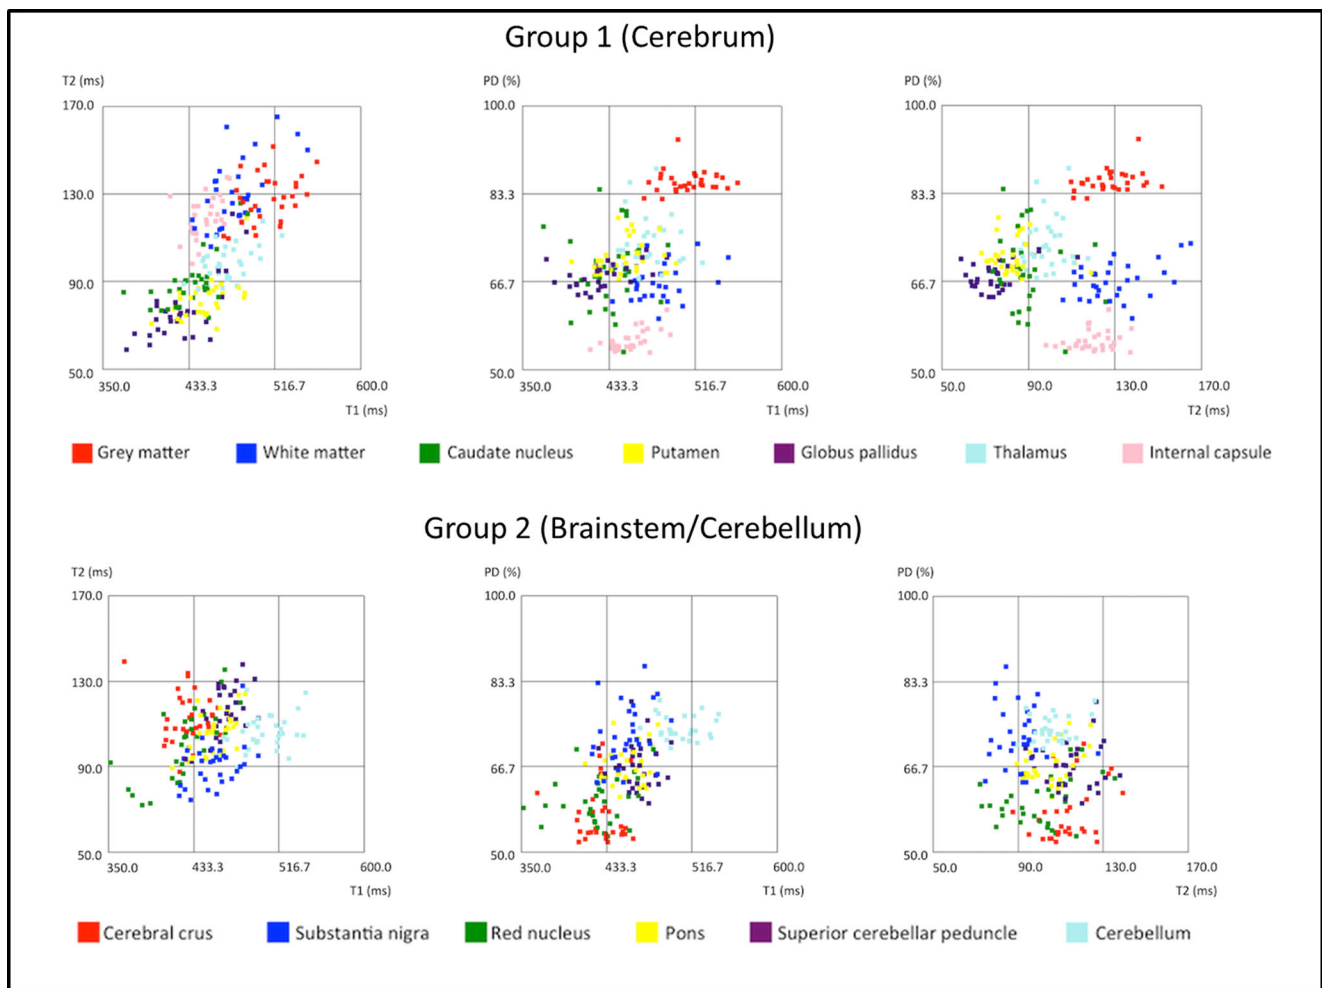 Group 1 (Cerebrum)
T2 (ms) PD (%) PD (%)
170.0 100.0 100.0
130.0 83.3 83.3
90.0 66.7 66.7
50.0 50.0 50.0
350.0 433.3 516.7 600.0 350.0 433.3 516.7 600.0 50.0 90.0 130.0 170.0
T1 (ms) T1 (ms) T2 (ms)
Grey matter White matter Caudate nucleus Putamen Globus pallidus Thalamus Internal capsule
Group 2 (Brainstem/Cerebellum)
T2 (ms) PD (%) PD (%)
170.0 100.0 100.0
130.0 83.3 83.3
90.0 66.7 66.7
50.0 50.0 50.0
350.0 433.3 516.7 600.0 350.0 433.3 516.7 600.0 50.0 90.0 130.0 170.0
T1 (ms) T1 (ms) T2 (ms)
Cerebral crus Substantia nigra Red nucleus Pons Superior cerebellar peduncle Cerebellum